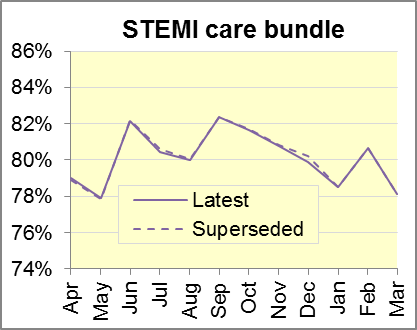 STEMI care bundle
86%
84%
82%
80%
78%
76%
74%
Latest
Superseded
Apr
May
Jun
Jul
Aug
Sep
Oct
Nov
Dec
Jan
Feb
Mar